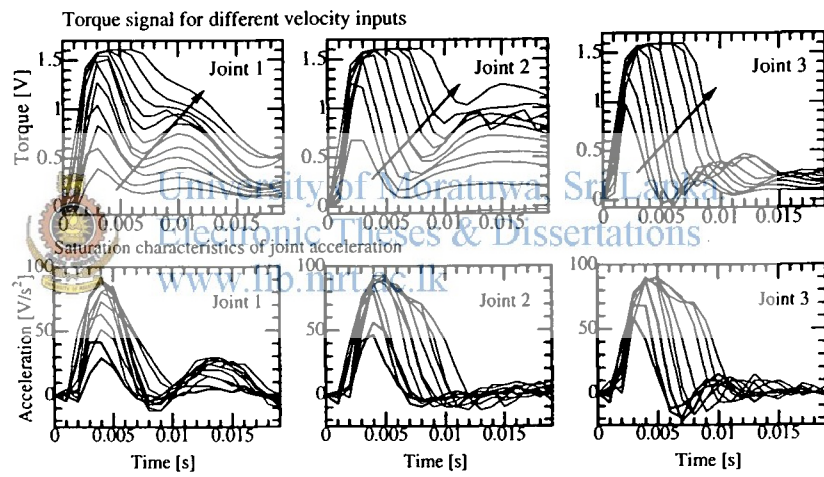 Torque signal for different velocity inputs
Torque [V]
1.5
1
0.5
0
Joint 1
0 0.005 0.01 0.015
1.5
1
0.5
0
Joint 2
0 0.005 0.01 0.015
1.5
1
0.5
Joint 3
0 0.005 0.01 0.015
University of Moratuwa, Sri Lanka
Electronic Theses & Dissertations
www.lib.mrt.ac.lk
Saturation characteristics of joint acceleration
Acceleration [V/s²]
100
50
0
Joint 1
0 0.005 0.01 0.015
Time [s]
100
50
0
Joint 2
0 0.005 0.01 0.015
Time [s]
100
50
0
Joint 3
0 0.005 0.01 0.015
Time [s]